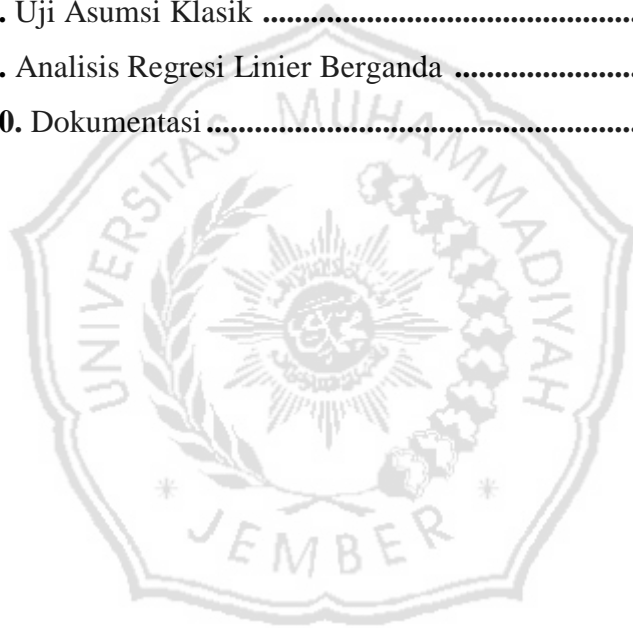 . Uji Asumsi Klasik ................................................
. Analisis Regresi Linier Berganda ........................
0. Dokumentasi ........................................................
UNIVERSITAS MUHAMMADIYAH
* JEMBER *